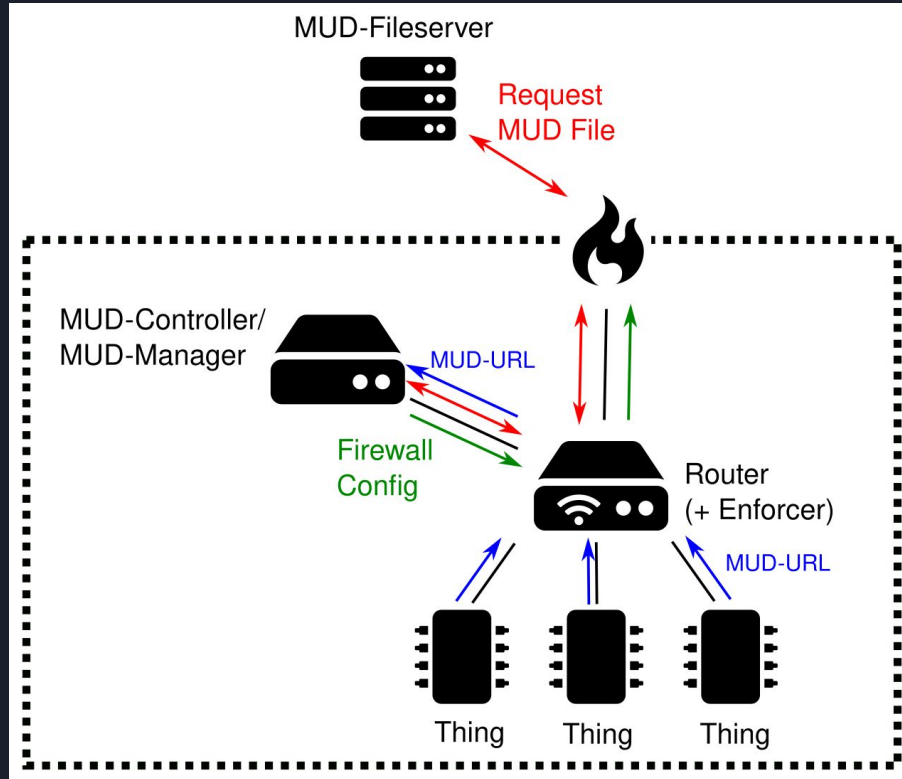 MUD-Fileserver
Request
MUD File
MUD-Controller/
MUD-Manager
MUD-URL
Firewall
Config
Router
(+ Enforcer)
MUD-URL
Thing
Thing
Thing